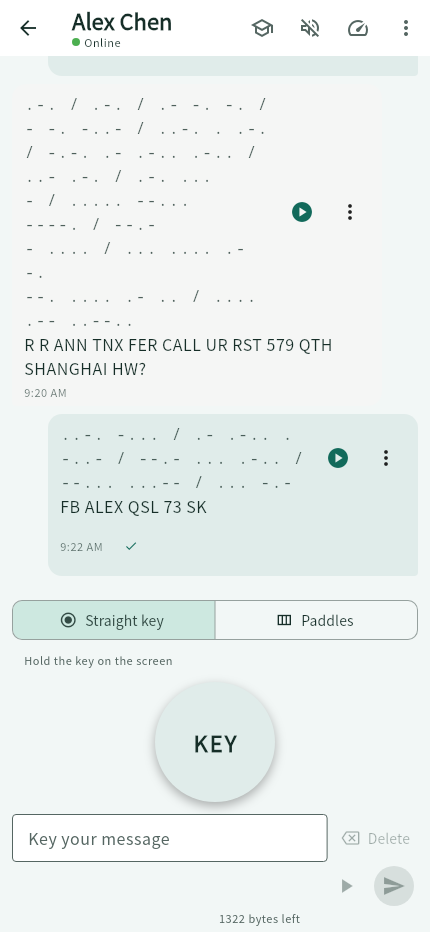 Alex Chen
Online
.-. / .-. / .- -. -. /
- -. -..- / ..-. . .-.
/ -.-. .- .-.. .-.. /
..- .-. / .-. ...
- / ..... --...
----. / --.-
- .... / ... .... .-
-.
--. .... .- .. / ....
.-- ..--..
R R ANN TNX FER CALL UR RST 579 QTH
SHANGHAI HW?
9:20 AM
..-. -... / .- .-.. .
-..- / --.- ... .-.. /
--... ...-- / ... -.-
FB ALEX QSL 73 SK
9:22 AM
Straight key
Paddles
Hold the key on the screen
KEY
Key your message
Delete
1322 bytes left